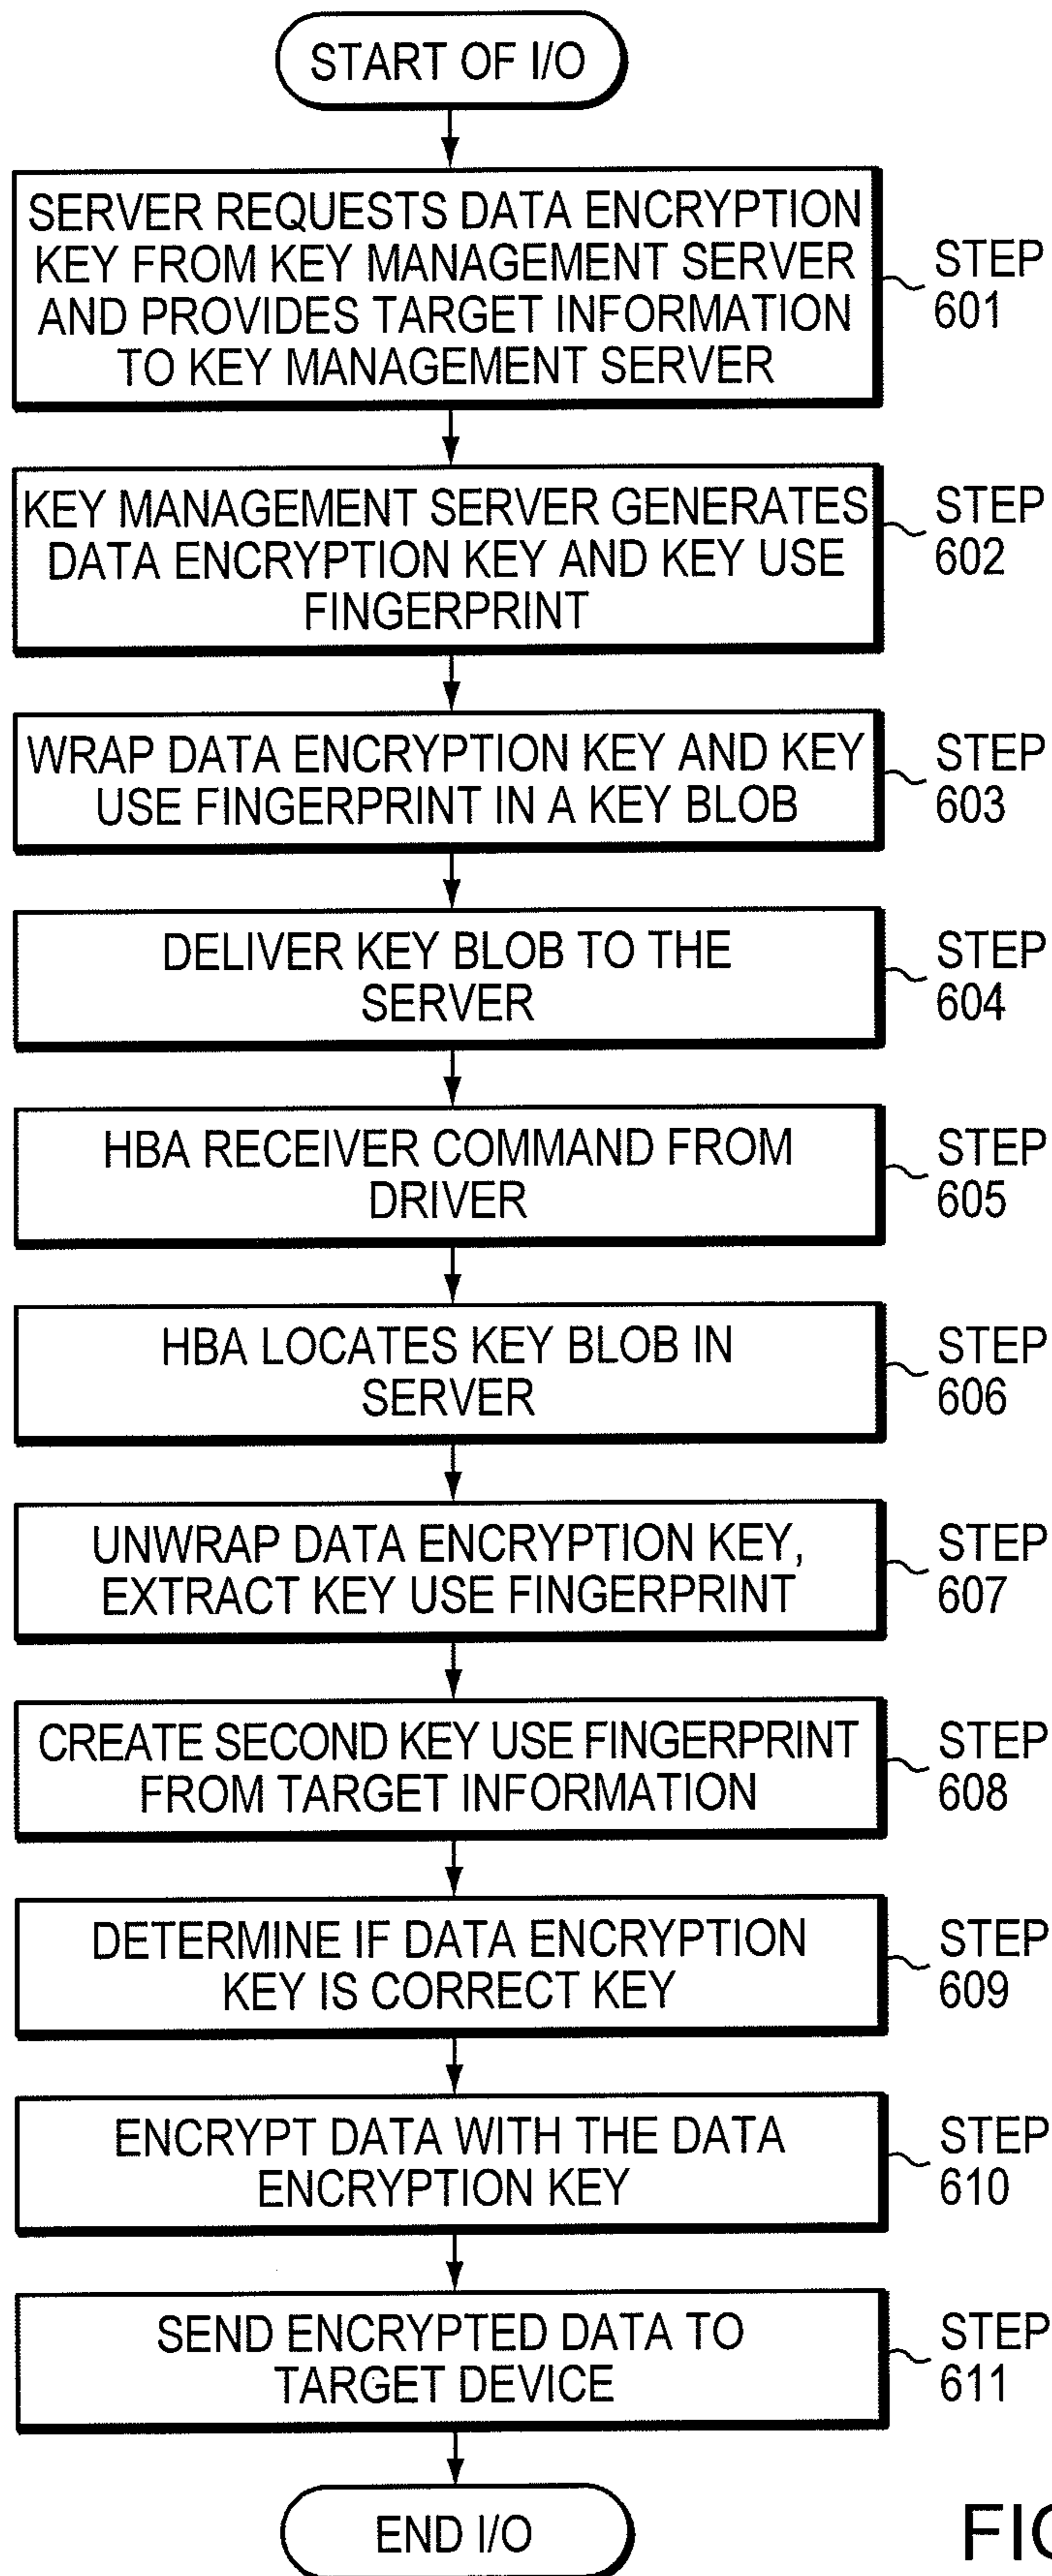 START OF I/O
SERVER REQUESTS DATA ENCRYPTION
KEY FROM KEY MANAGEMENT SERVER
AND PROVIDES TARGET INFORMATION
TO KEY MANAGEMENT SERVER
STEP
601
KEY MANAGEMENT SERVER GENERATES
DATA ENCRYPTION KEY AND KEY USE
FINGERPRINT
STEP
602
WRAP DATA ENCRYPTION KEY AND KEY
USE FINGERPRINT IN A KEY BLOB
STEP
603
DELIVER KEY BLOB TO THE
SERVER
STEP
604
HBA RECEIVER COMMAND FROM
DRIVER
STEP
605
HBA LOCATES KEY BLOB IN
SERVER
STEP
606
UNWRAP DATA ENCRYPTION KEY,
EXTRACT KEY USE FINGERPRINT
STEP
607
CREATE SECOND KEY USE FINGERPRINT
FROM TARGET INFORMATION
STEP
608
DETERMINE IF DATA ENCRYPTION
KEY IS CORRECT KEY
STEP
609
ENCRYPT DATA WITH THE DATA
ENCRYPTION KEY
STEP
610
SEND ENCRYPTED DATA TO
TARGET DEVICE
STEP
611
END I/O